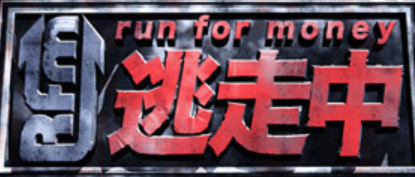 RFM
run for money
逃走中